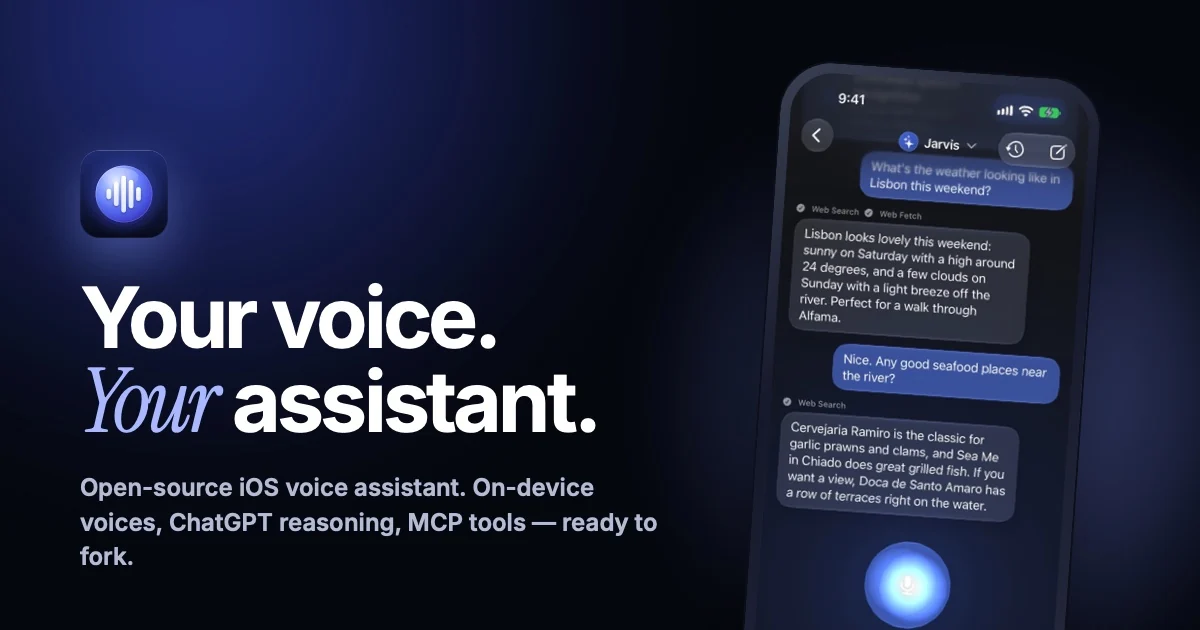 Your voice.
Your assistant.
Open-source iOS voice assistant. On-device
voices, ChatGPT reasoning, MCP tools — ready to
fork.
9:41
Jarvis
What's the weather looking like in
Lisbon this weekend?
Web Search Web Fetch
Lisbon looks lovely this weekend:
sunny on Saturday with a high around
24 degrees, and a few clouds on
Sunday with a light breeze off the
river. Perfect for a walk through
Alfama.
Nice. Any good seafood places near
the river?
Web Search
Cervejaria Ramiro is the classic for
garlic prawns and clams, and Sea Me
in Chiado does great grilled fish. If you
want a view, Doca de Santo Amaro has
a row of terraces right on the water.